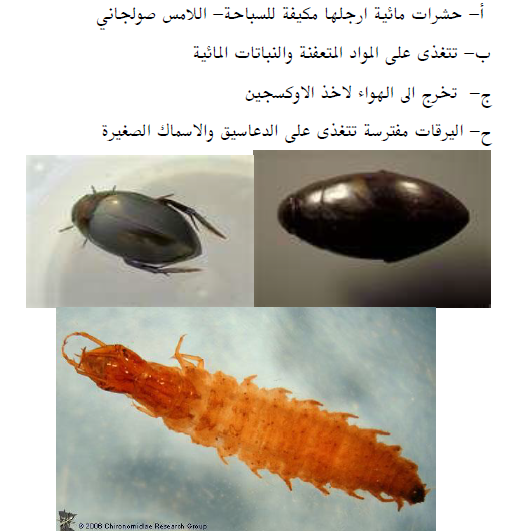 أ- حشرات مائية ارجلها مكيفة للسباحة- اللامس صولجاني
ب- تتغذى على المواد المتعفنة والنباتات المائية
ج- تخرج الى الهواء لاخذ الاوكسجين
ح- اليرقات مفترسة تتغذى على الدعاسيق والاسماك الصغيرة
© 2006 Chironomidae Research Group